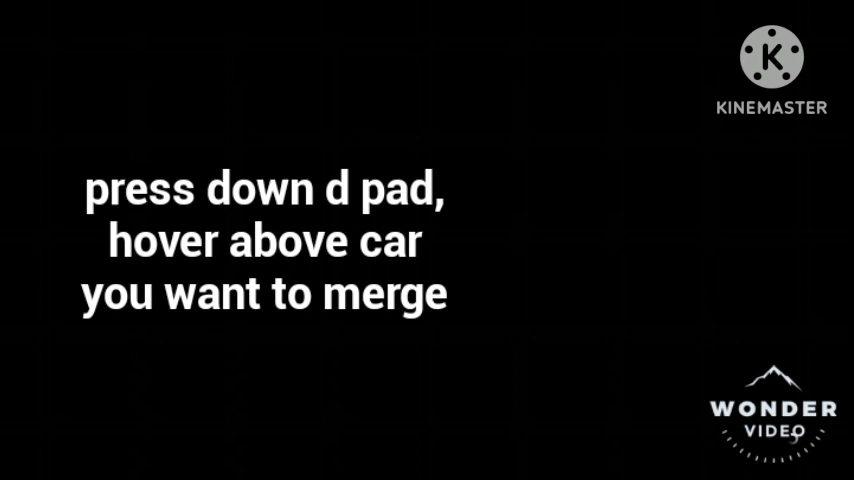 K
KINEMASTER
press down d pad,
hover above car
you want to merge
WONDER
VIDEO